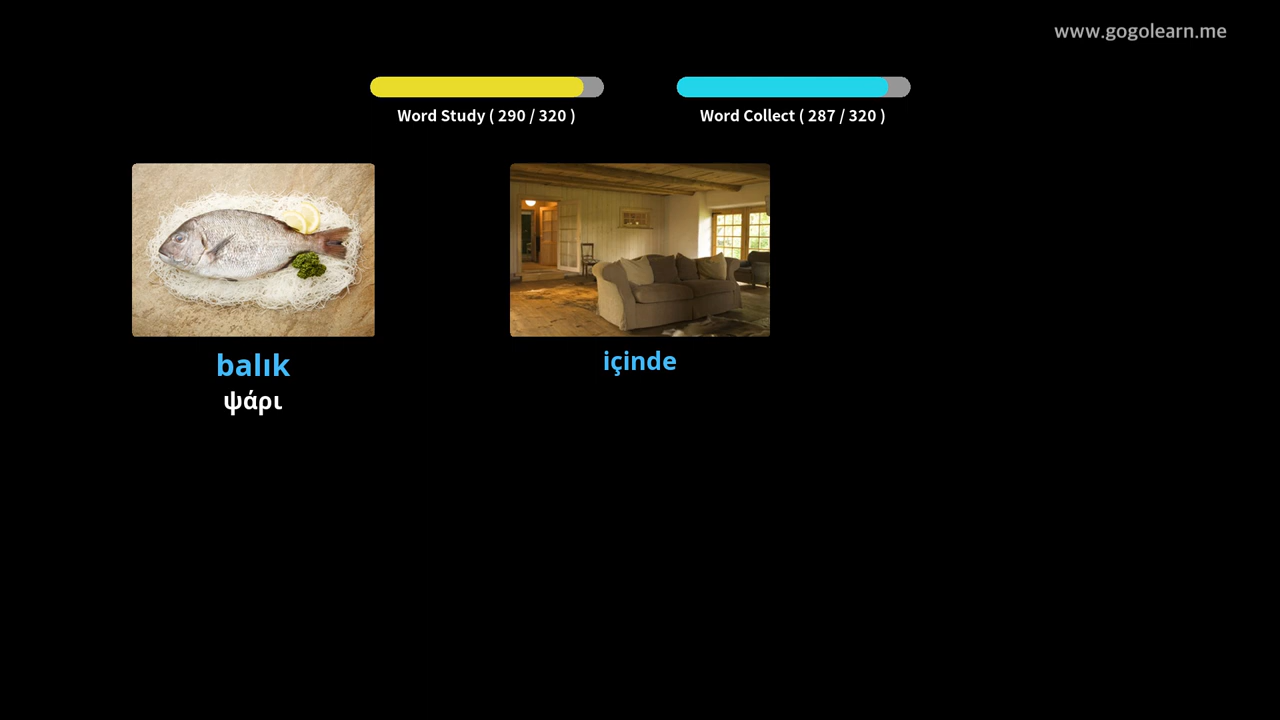 www.gogolearn.me
Word Study ( 290 / 320 )
Word Collect ( 287 / 320 )
balık
ψάρι
içinde